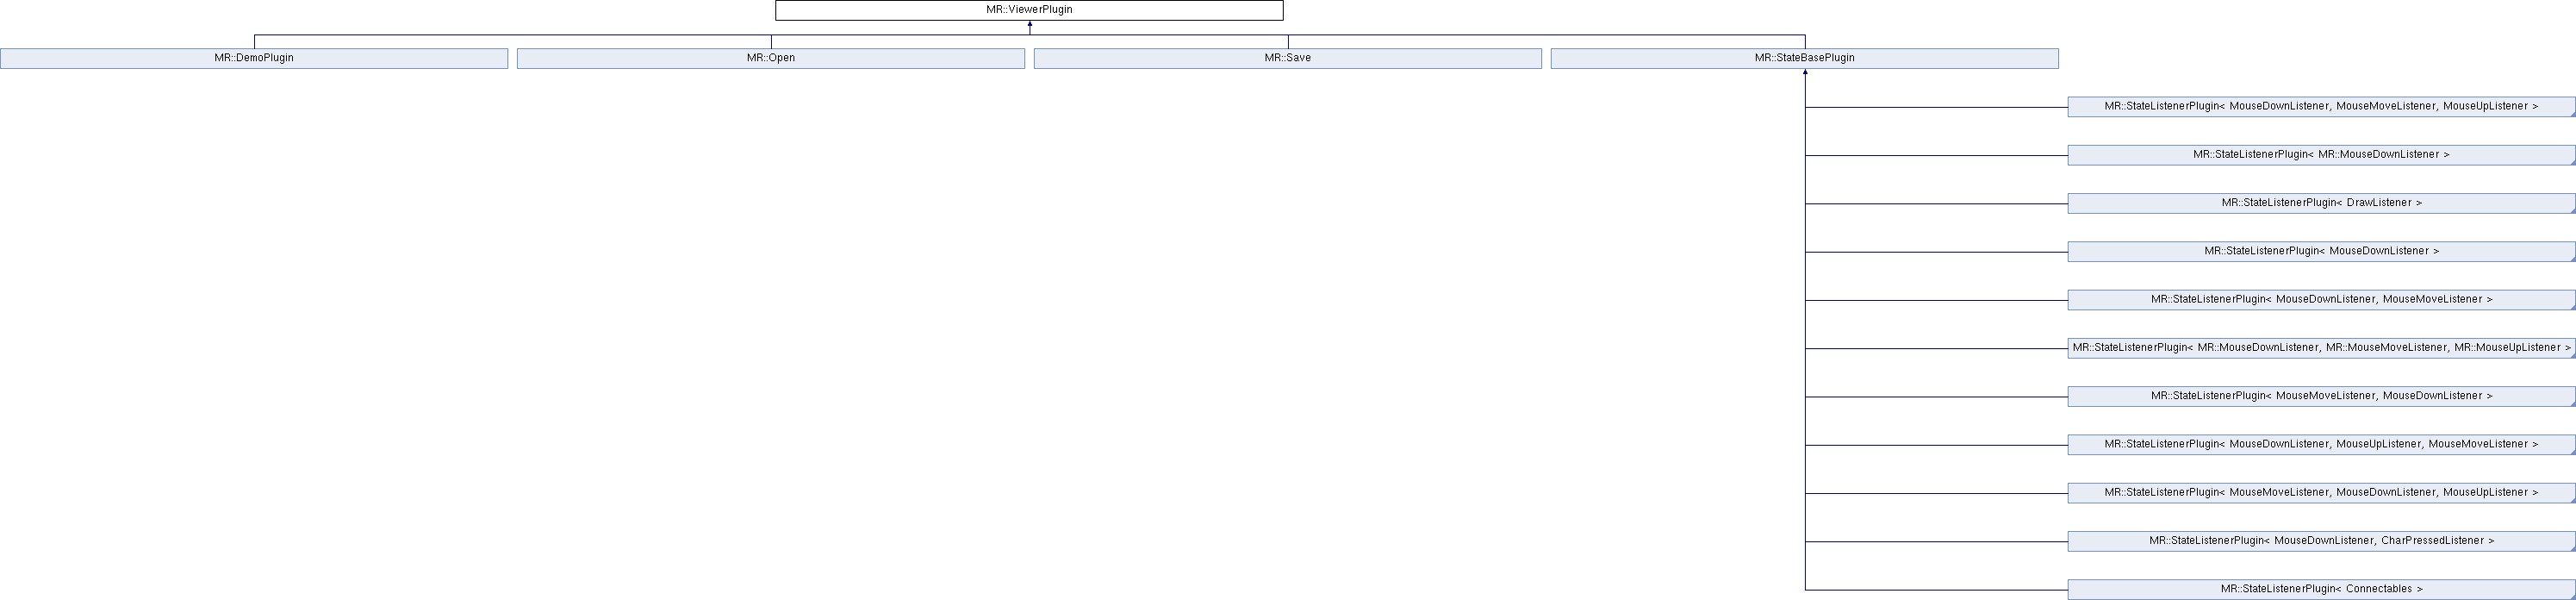 MR::ViewerPlugin
MR::DemoPlugin
MR::Open
MR::Save
MR::StateBasePlugin
MR::StateListenerPlugin< MouseDownListener, MouseMoveListener, MouseUpListener >
MR::StateListenerPlugin< MR::MouseDownListener >
MR::StateListenerPlugin< DrawListener >
MR::StateListenerPlugin< MouseDownListener >
MR::StateListenerPlugin< MouseDownListener, MouseMoveListener >
MR::StateListenerPlugin< MR::MouseDownListener, MR::MouseMoveListener, MR::MouseUpListener >
MR::StateListenerPlugin< MouseMoveListener, MouseDownListener >
MR::StateListenerPlugin< MouseDownListener, MouseUpListener, MouseMoveListener >
MR::StateListenerPlugin< MouseMoveListener, MouseDownListener, MouseUpListener >
MR::StateListenerPlugin< MouseDownListener, CharPressedListener >
MR::StateListenerPlugin< Connectables >